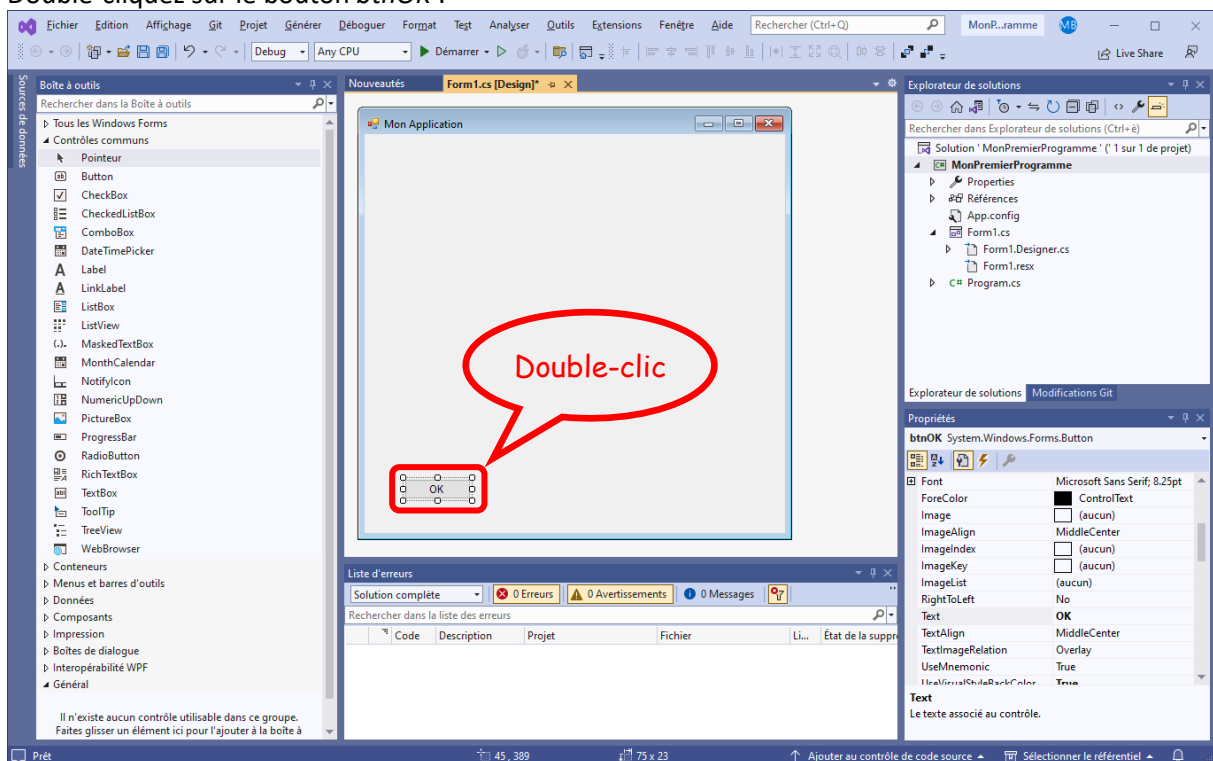 Double-cliquez sur le bouton btnOK :
Fichier Edition Affichage Git Projet Générer Déboguer Format Test Analyser Outils Extensions Fenêtre Aide Rechercher (Ctrl+Q) MonP...ramme MB
Debug Any CPU Démarrer Live Share
Sources de données
Boîte à outils
Rechercher dans la Boîte à outils
Tous les Windows Forms
Contrôles communs
Pointeur
Button
CheckBox
CheckedListBox
ComboBox
DateTimePicker
Label
LinkLabel
ListBox
ListView
MaskedTextBox
MonthCalendar
NotifyIcon
NumericUpDown
PictureBox
ProgressBar
RadioButton
RichTextBox
TextBox
ToolTip
TreeView
WebBrowser
Conteneurs
Menus et barres d'outils
Données
Composants
Impression
Boîtes de dialogue
Interopérabilité WPF
Général
Il n'existe aucun contrôle utilisable dans ce groupe.
Faites glisser un élément ici pour l'ajouter à la boîte à
Nouveautés Form1.cs [Design]*
Mon Application
Double-clic
OK
Liste d'erreurs
Solution complète 0 Erreurs 0 Avertissements 0 Messages
Rechercher dans la liste des erreurs
Code Description Projet Fichier Li... État de la suppre
Explorateur de solutions
Rechercher dans Explorateur de solutions (Ctrl+è)
Solution ' MonPremierProgramme ' (' 1 sur 1 de projet)
MonPremierProgramme
Properties
Références
App.config
Form1.cs
Form1.Designer.cs
Form1.resx
C# Program.cs
Explorateur de solutions Modifications Git
Propriétés
btnOK System.Windows.Forms.Button
Font Microsoft Sans Serif; 8.25pt
ForeColor ControlText
Image (aucun)
ImageAlign MiddleCenter
ImageIndex (aucun)
ImageKey (aucun)
ImageList (aucun)
RightToLeft No
Text OK
TextAlign MiddleCenter
TextImageRelation Overlay
UseMnemonic True
UseVisualStyleBackColor True
Text
Le texte associé au contrôle.
Prêt 45 , 389 75 x 23 Ajouter au contrôle de code source Sélectionner le référentiel